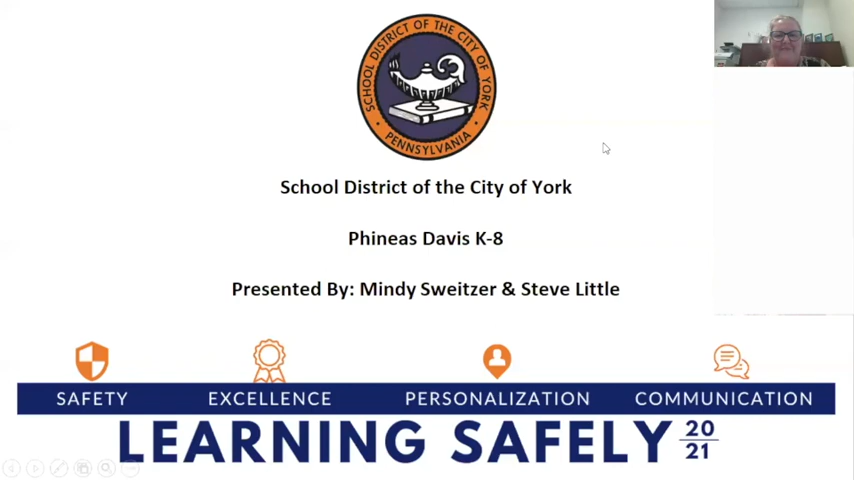 SCHOOL DISTRICT OF THE CITY OF YORK
• PENNSYLVANIA •
School District of the City of York
Phineas Davis K-8
Presented By: Mindy Sweitzer & Steve Little
SAFETY EXCELLENCE PERSONALIZATION COMMUNICATION
LEARNING SAFELY 20
21